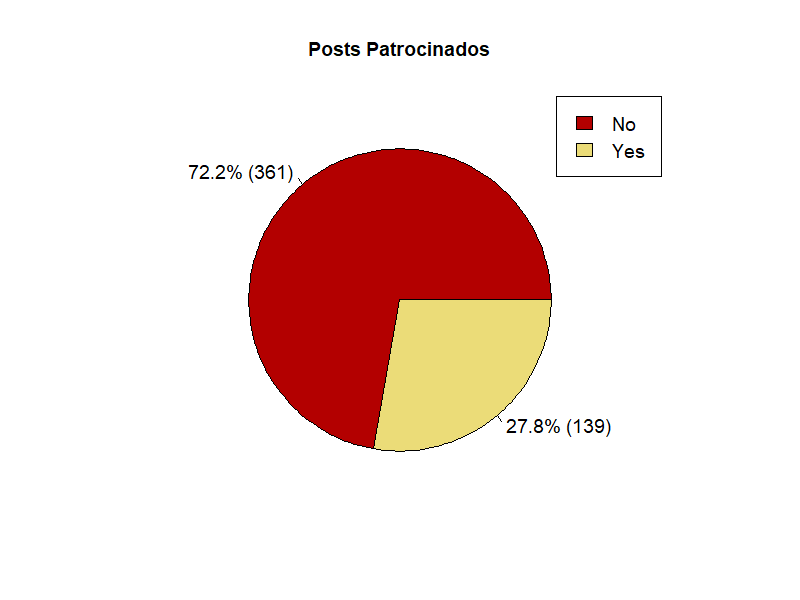 Posts Patrocinados
No
Yes
72.2% (361)
27.8% (139)